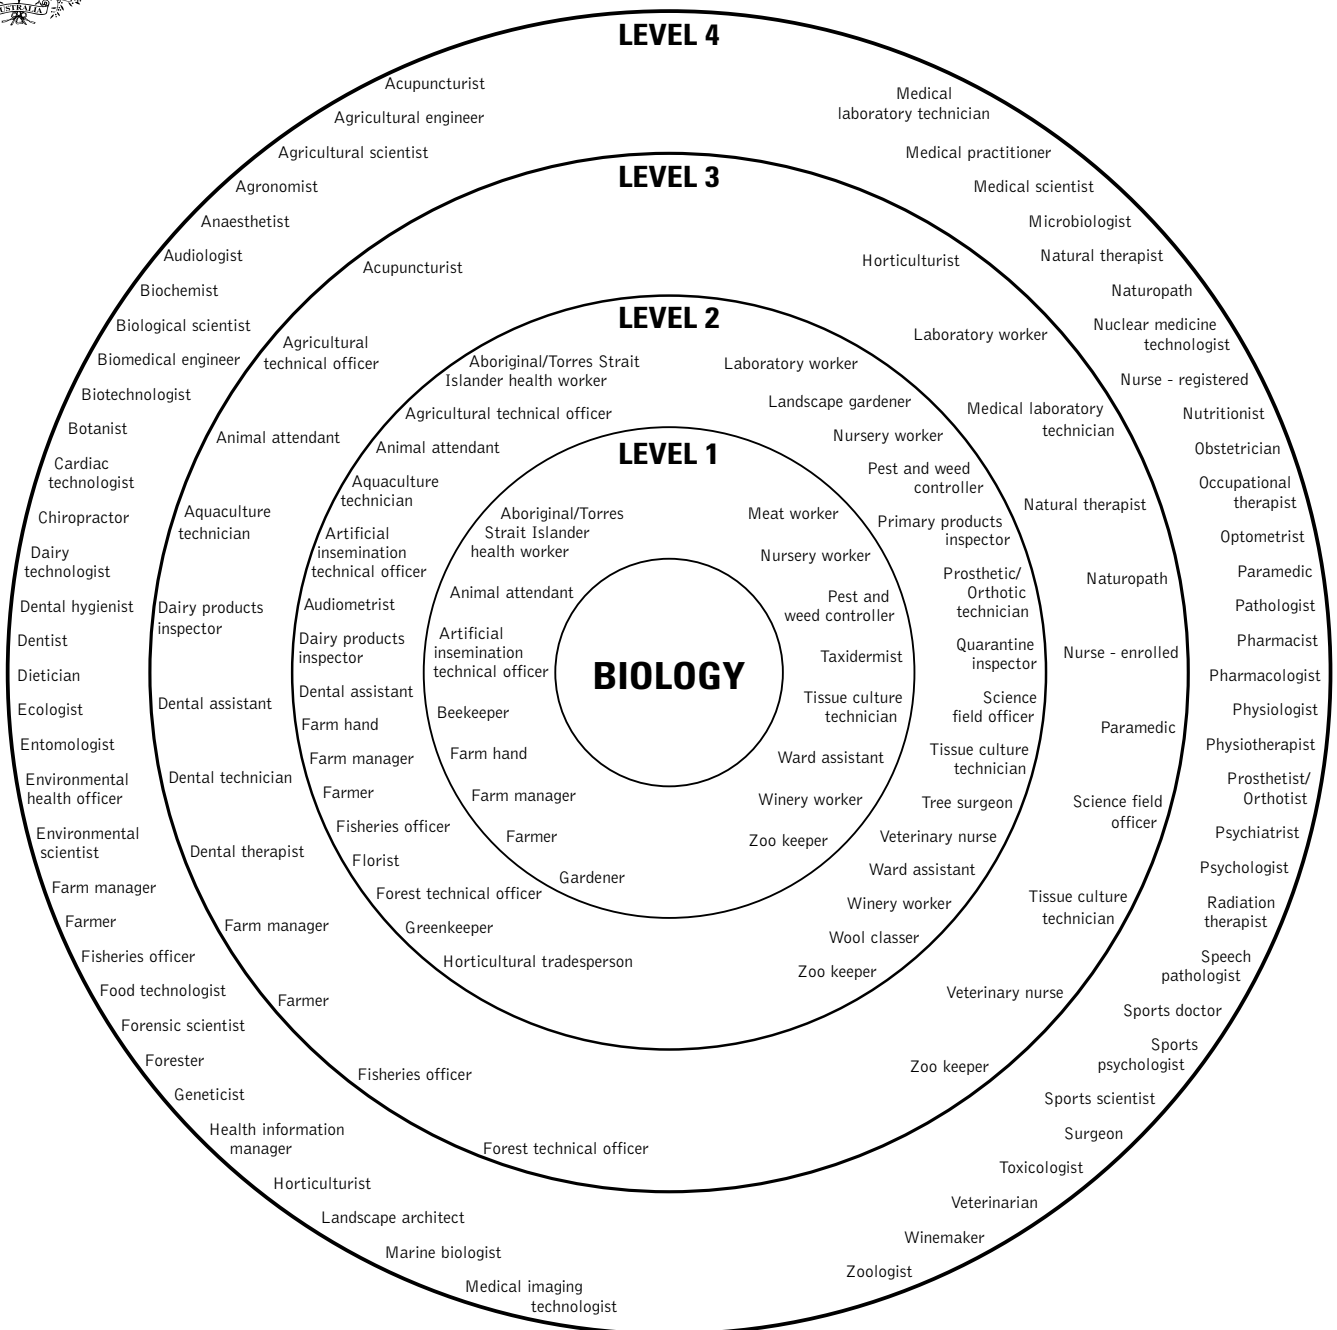 AUSTRALIA
LEVEL 4
Acupuncturist
Agricultural engineer
Agricultural scientist
Agronomist
Anaesthetist
Audiologist
Biochemist
Biological scientist
Biomedical engineer
Biotechnologist
Botanist
Cardiac
technologist
Chiropractor
Dairy
technologist
Dental hygienist
Dentist
Dietician
Ecologist
Entomologist
Environmental
health officer
Environmental
scientist
Farm manager
Farmer
Fisheries officer
Food technologist
Forensic scientist
Forester
Geneticist
Health information
manager
Horticulturist
Landscape architect
Marine biologist
Medical imaging
technologist
Medical
laboratory technician
Medical practitioner
Medical scientist
Microbiologist
Natural therapist
Naturopath
Nuclear medicine
technologist
Nurse - registered
Nutritionist
Obstetrician
Occupational
therapist
Optometrist
Paramedic
Pathologist
Pharmacist
Pharmacologist
Physiologist
Physiotherapist
Prosthetist/
Orthotist
Psychiatrist
Psychologist
Radiation
therapist
Speech
pathologist
Sports doctor
Sports
psychologist
Sports scientist
Surgeon
Toxicologist
Veterinarian
Winemaker
Zoologist
LEVEL 3
Acupuncturist
Agricultural
technical officer
Animal attendant
Aquaculture
technician
Dairy products
inspector
Dental assistant
Dental technician
Dental therapist
Farm manager
Farmer
Fisheries officer
Forest technical officer
Horticulturist
Laboratory worker
Medical laboratory
technician
Natural therapist
Naturopath
Nurse - enrolled
Paramedic
Science field
officer
Tissue culture
technician
Veterinary nurse
Zoo keeper
LEVEL 2
Aboriginal/Torres Strait
Islander health worker
Agricultural technical officer
Animal attendant
Aquaculture
technician
Artificial
insemination
technical officer
Audiometrist
Dairy products
inspector
Dental assistant
Farm hand
Farm manager
Farmer
Fisheries officer
Florist
Forest technical officer
Greenkeeper
Horticultural tradesperson
Laboratory worker
Landscape gardener
Nursery worker
Pest and weed
controller
Primary products
inspector
Prosthetic/
Orthotic
technician
Quarantine
inspector
Science
field officer
Tissue culture
technician
Tree surgeon
Veterinary nurse
Ward assistant
Winery worker
Wool classer
Zoo keeper
LEVEL 1
Aboriginal/Torres
Strait Islander
health worker
Animal attendant
Artificial
insemination
technical officer
Beekeeper
Farm hand
Farm manager
Farmer
Gardener
Meat worker
Nursery worker
Pest and
weed controller
Taxidermist
Tissue culture
technician
Ward assistant
Winery worker
Zoo keeper
BIOLOGY